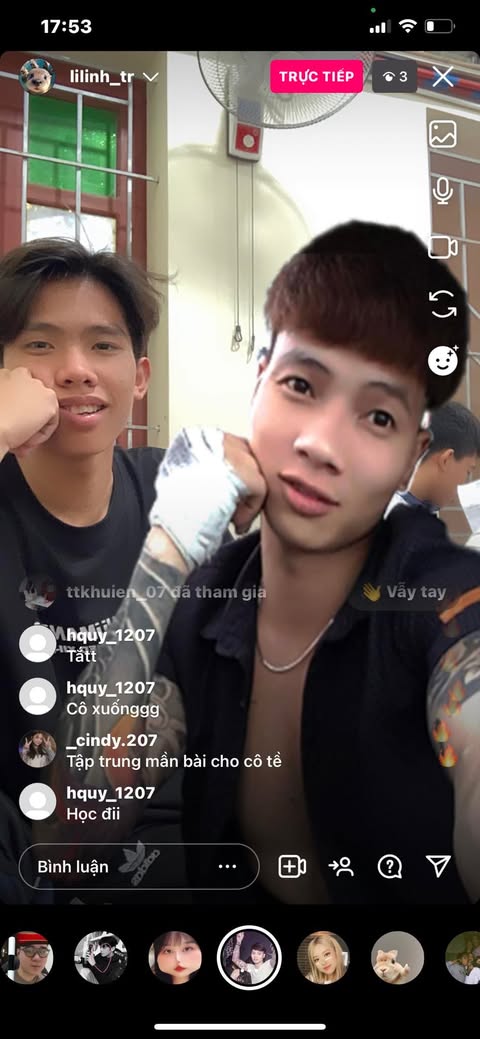 17:53
lilinh_tr
TRỰC TIẾP
3
ttkhuien_07 đã tham gia
👋 Vẫy tay
hquy_1207
Tắtt
hquy_1207
Cô xuốnggg
_cindy.207
Tập trung mần bài cho cô tề
hquy_1207
Học đii
Bình luận